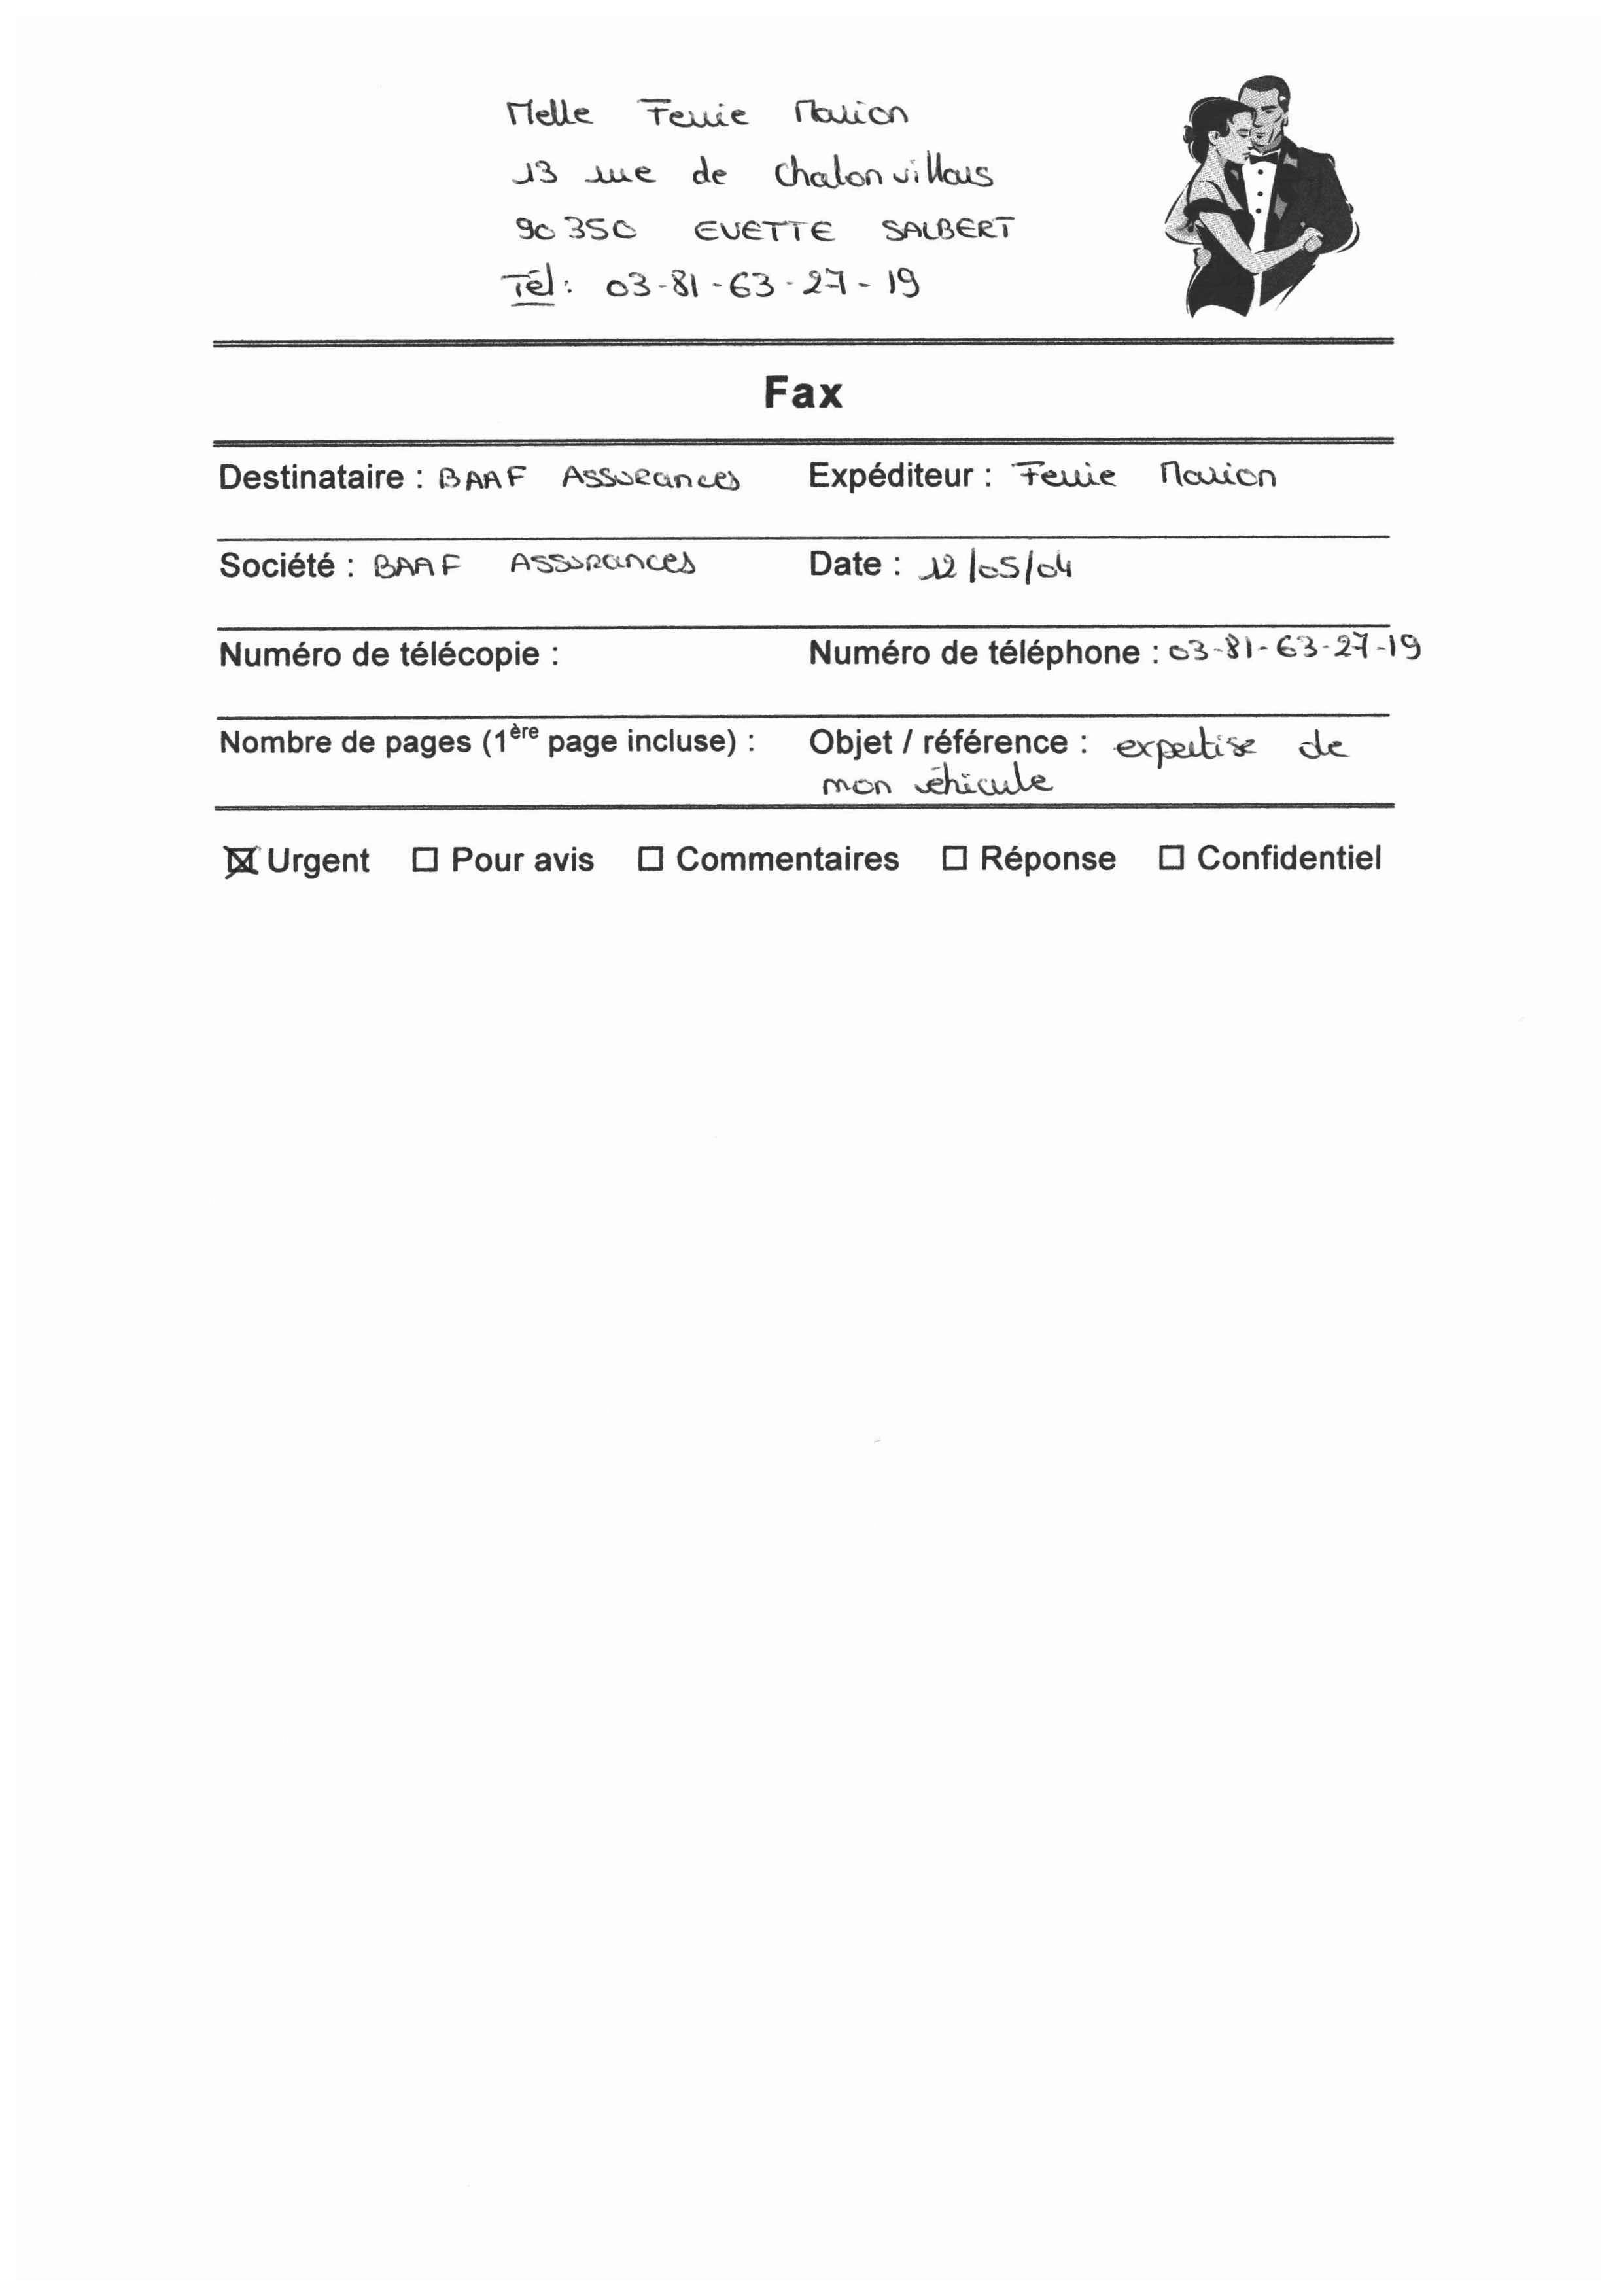 Melle Ferrie Marion
13 rue de chalonvillars
90350 EVETTE SALBERT
Tél : 03-81-63-27-19
Fax
Destinataire : BAAF Assurances Expéditeur : Ferrie Marion
Société : BAAF Assurances Date : 12/05/04
Numéro de télécopie : Numéro de téléphone : 03-81-63-27-19
Nombre de pages (1ère page incluse) : Objet / référence : expertise de
mon véhicule
☒ Urgent ☐ Pour avis ☐ Commentaires ☐ Réponse ☐ Confidentiel